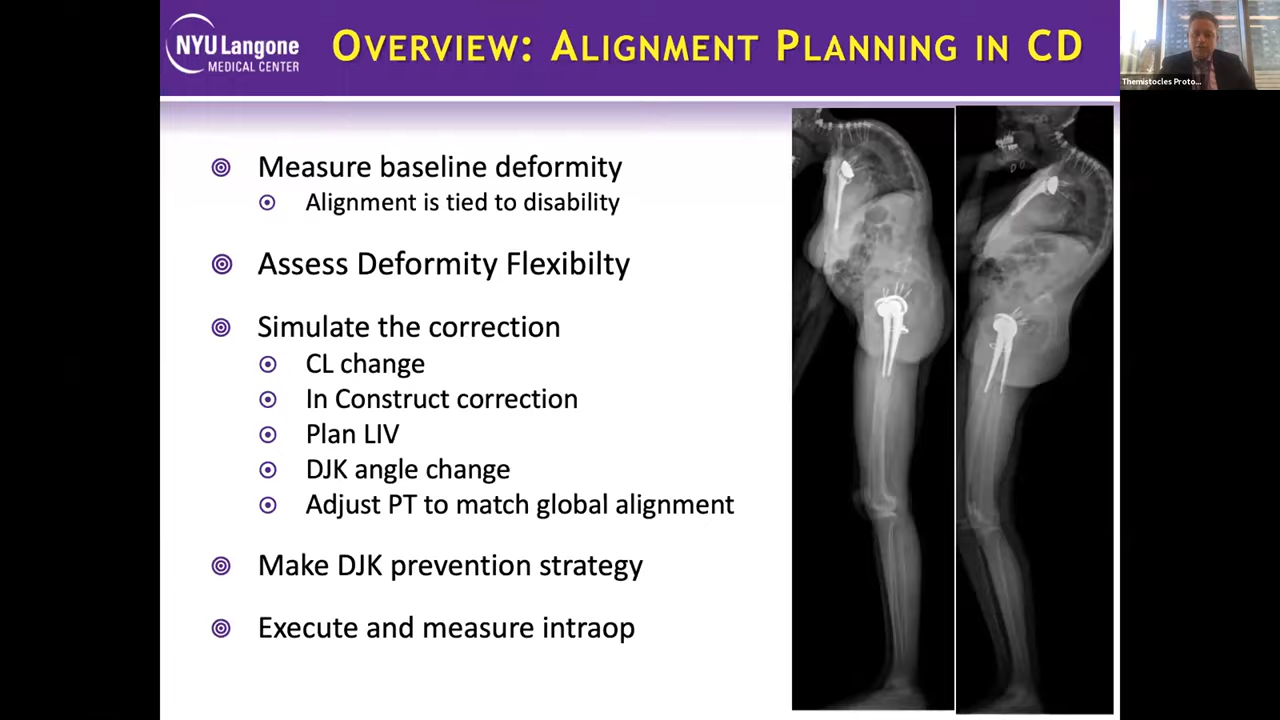 NYU Langone
MEDICAL CENTER
OVERVIEW: ALIGNMENT PLANNING IN CD
Themistocles Proto...
Measure baseline deformity
Alignment is tied to disability
Assess Deformity Flexibilty
Simulate the correction
CL change
In Construct correction
Plan LIV
DJK angle change
Adjust PT to match global alignment
Make DJK prevention strategy
Execute and measure intraop